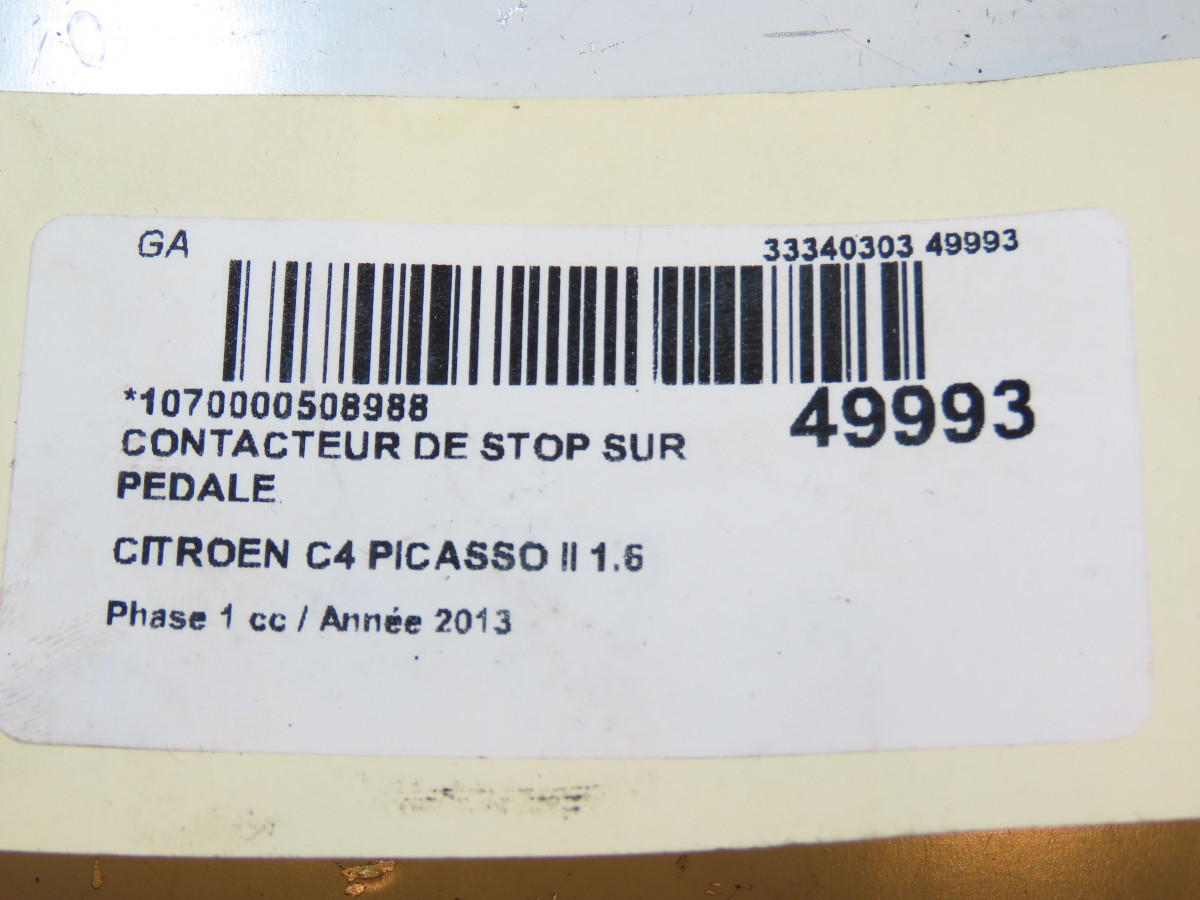 GA
33340303 49993
*1070000508988
49993
CONTACTEUR DE STOP SUR
PEDALE
CITROEN C4 PICASSO II 1.6
Phase 1 cc / Année 2013